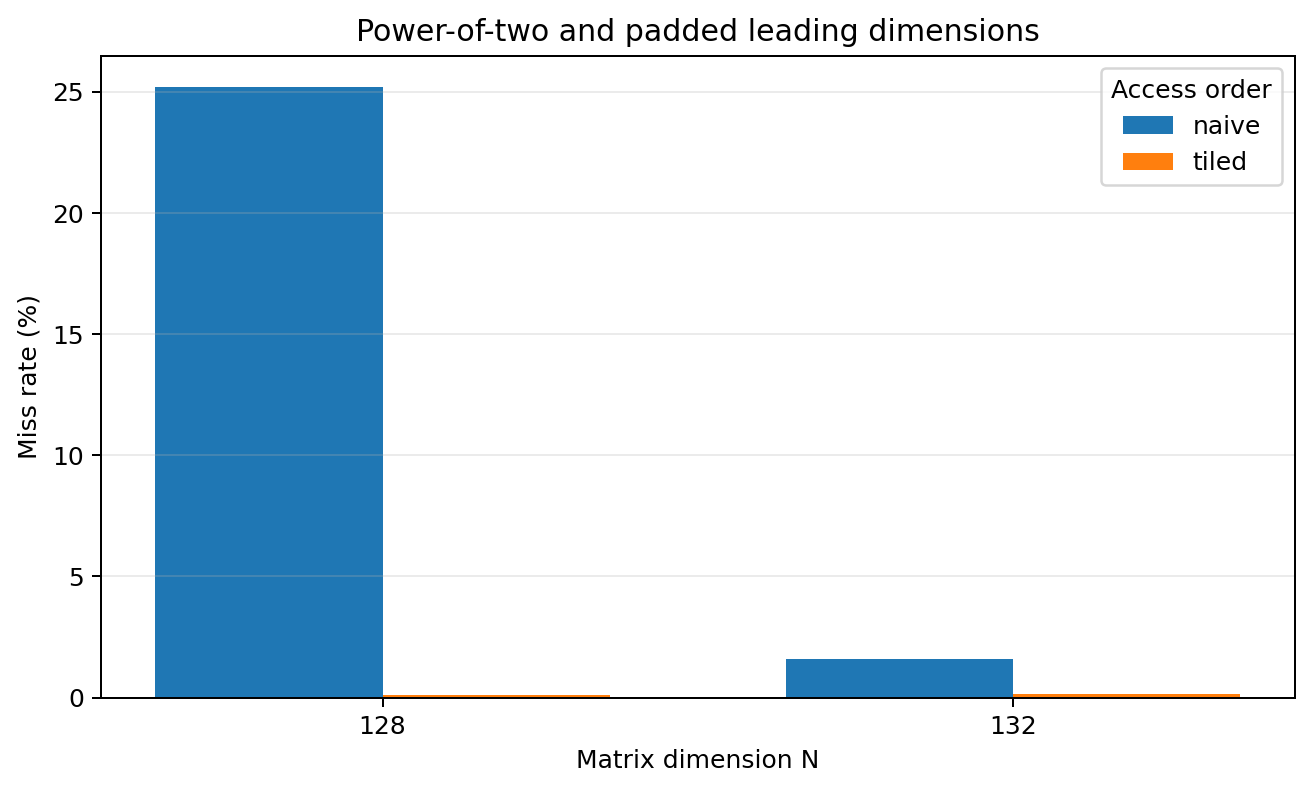 Power-of-two and padded leading dimensions
Access order
naive
tiled
Miss rate (%)
25
20
15
10
5
0
128
132
Matrix dimension N